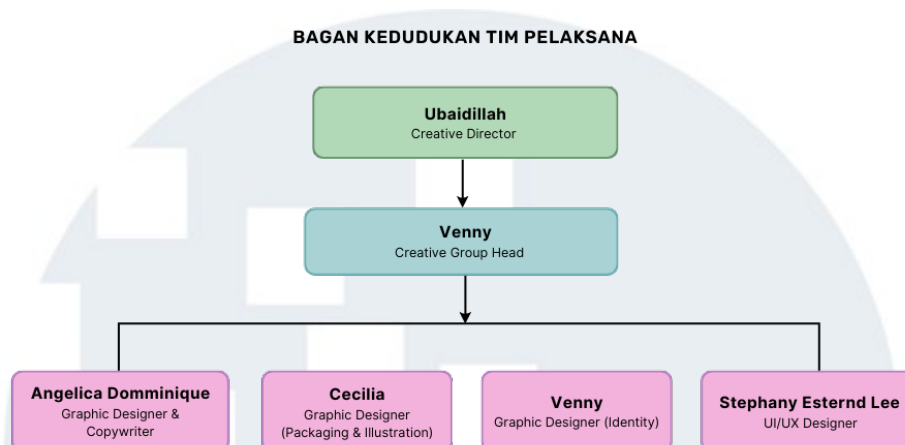 BAGAN KEDUDUKAN TIM PELAKSANA
Ubaidillah
Creative Director
Venny
Creative Group Head
Angelica Domminique
Graphic Designer &
Copywriter
Cecilia
Graphic Designer
(Packaging & Illustration)
Venny
Graphic Designer (Identity)
Stephany Esternd Lee
UI/UX Designer